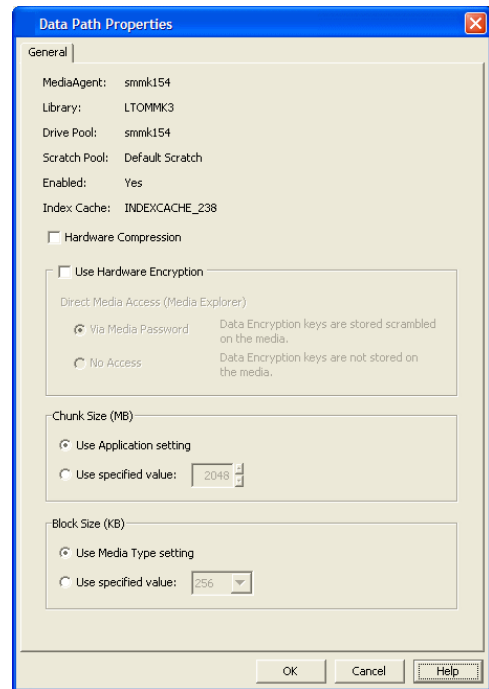 Data Path Properties
General
MediaAgent: smmk154
Library: LTOMMK3
Drive Pool: smmk154
Scratch Pool: Default Scratch
Enabled: Yes
Index Cache: INDEXCACHE_238
Hardware Compression
Use Hardware Encryption
Direct Media Access (Media Explorer)
Via Media Password
Data Encryption keys are stored scrambled
on the media.
No Access
Data Encryption keys are not stored on
the media.
Chunk Size (MB)
Use Application setting
Use specified value: 2048
Block Size (KB)
Use Media Type setting
Use specified value: 256
OK Cancel Help